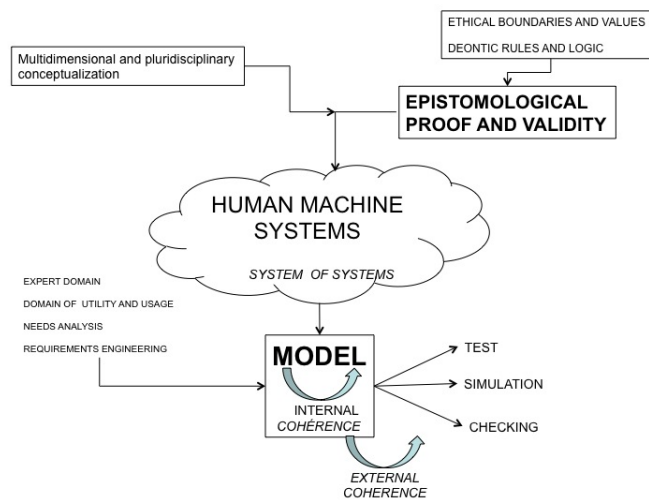 ETHICAL BOUNDARIES AND VALUES
DEONTIC RULES AND LOGIC
Multidimensional and pluridisciplinary
conceptualization
EPISTOMOLOGICAL
PROOF AND VALIDITY
HUMAN MACHINE
SYSTEMS
SYSTEM OF SYSTEMS
EXPERT DOMAIN
DOMAIN OF UTILITY AND USAGE
NEEDS ANALYSIS
REQUIREMENTS ENGINEERING
MODEL
INTERNAL
COHÉRENCE
TEST
SIMULATION
CHECKING
EXTERNAL
COHERENCE